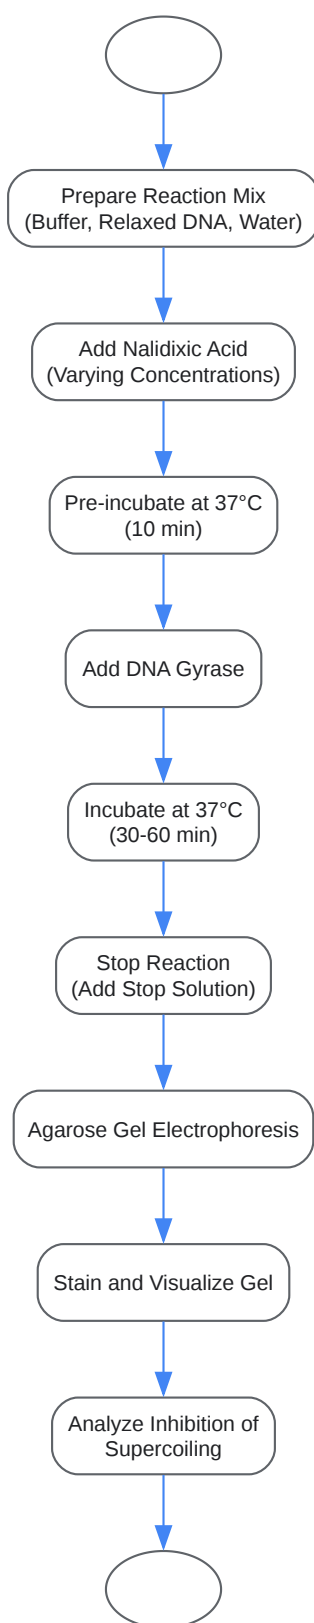 Prepare Reaction Mix
(Buffer, Relaxed DNA, Water)
Add Nalidixic Acid
(Varying Concentrations)
Pre-incubate at 37°C
(10 min)
Add DNA Gyrase
Incubate at 37°C
(30-60 min)
Stop Reaction
(Add Stop Solution)
Agarose Gel Electrophoresis
Stain and Visualize Gel
Analyze Inhibition of
Supercoiling